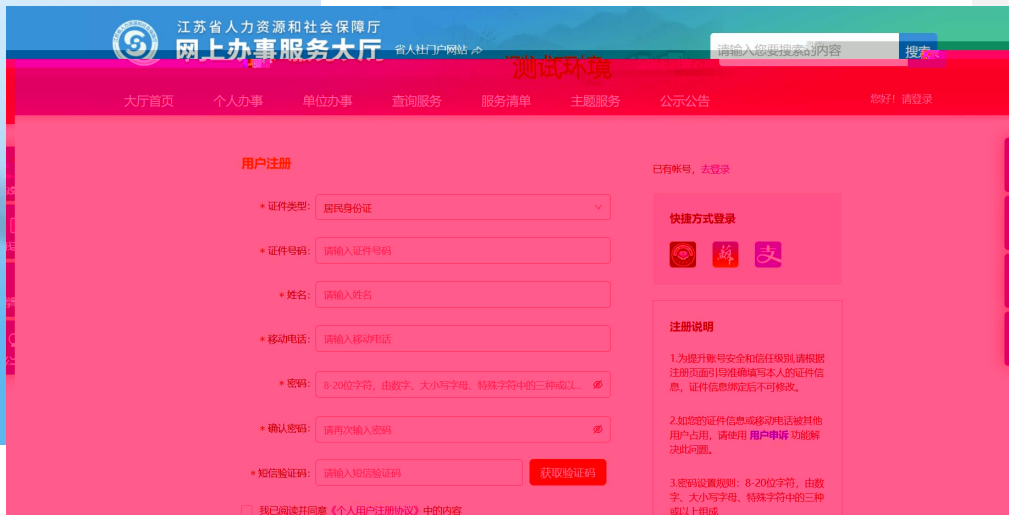 江苏省人力资源和社会保障厅
网上办事服务大厅
省人社门户网站
请输入您要搜索的内容
搜索
测试环境
大厅首页 个人办事 单位办事 查询服务 服务清单 主题服务 公示公告 您好！请登录
用户注册
已有帐号，去登录
* 证件类型： 居民身份证
快捷方式登录
* 证件号码： 请输入证件号码
* 姓名： 请输入姓名
* 移动电话： 请输入移动电话
* 密码： 8-20位字符，由数字、大小写字母、特殊字符中的三种或以...
* 确认密码： 请再次输入密码
* 短信验证码： 请输入短信验证码 获取验证码
我已阅读并同意《个人用户注册协议》中的内容
注册说明
1.为提升账号安全和信任级别,请根据
注册页面引导准确填写本人的证件信
息，证件信息绑定后不可修改。
2.如您的证件信息或移动电话被其他
用户占用，请使用 用户申诉 功能解
决此问题。
3.密码设置规则：8-20位字符，由数
字、大小写字母、特殊字符中的三种
或以上组成